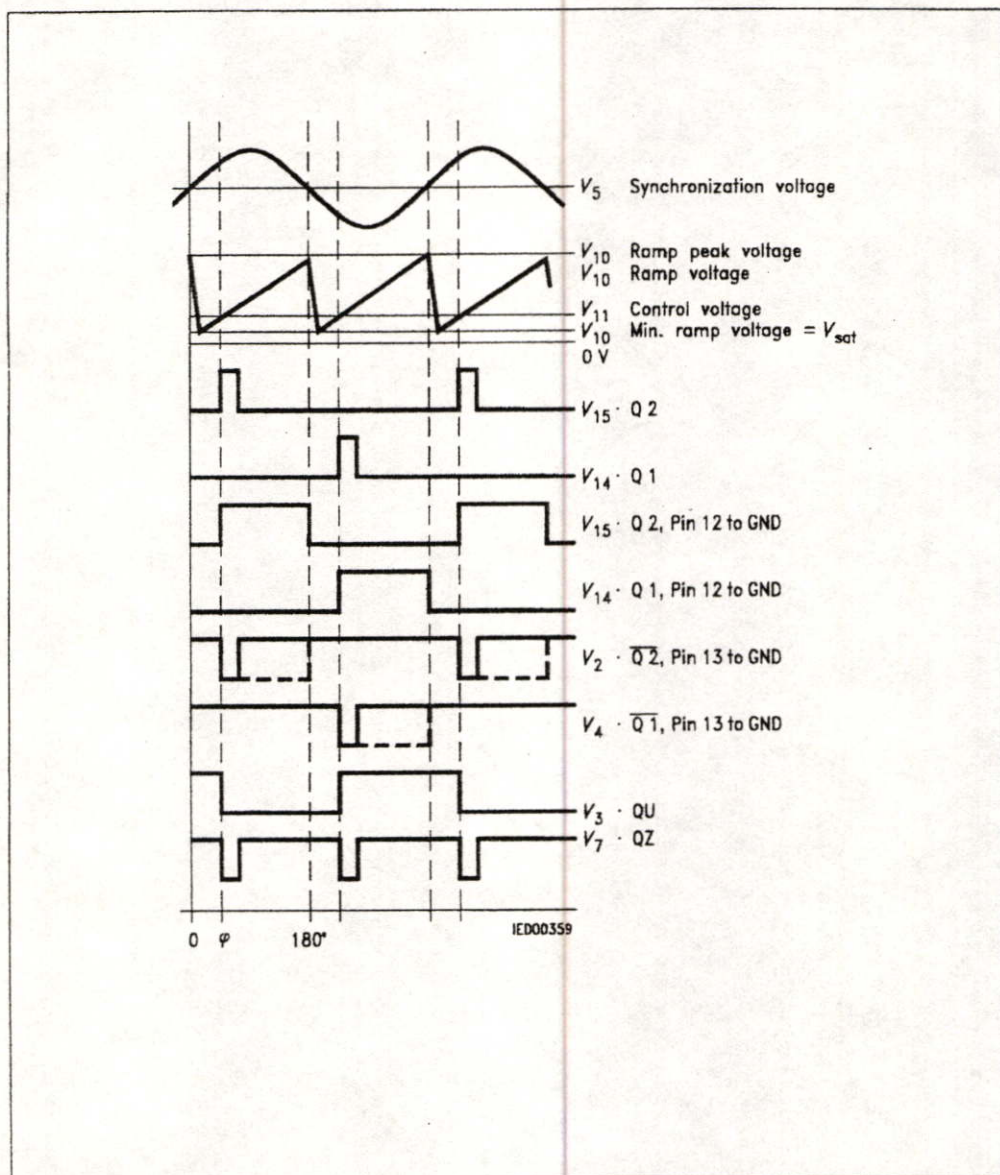 V5 Synchronization voltage
V10 Ramp peak voltage
V10 Ramp voltage
V11 Control voltage
V10 Min. ramp voltage = Vsat
0 V
V15 · Q 2
V14 · Q 1
V15 · Q 2, Pin 12 to GND
V14 · Q 1, Pin 12 to GND
V2 · Q̅ ̅2̅, Pin 13 to GND
V4 · Q̅ ̅1̅, Pin 13 to GND
V3 · QU
V7 · QZ
0 φ 180° IED00359